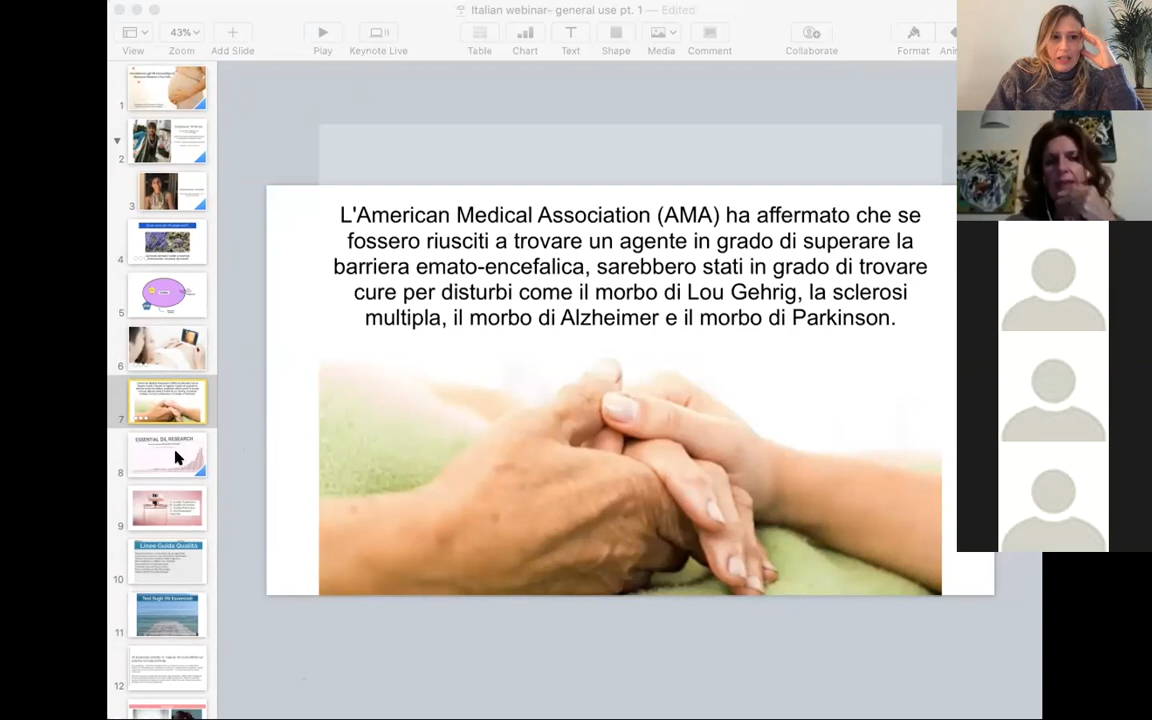 Italian webinar- general use pt. 1 — Edited
43%
View
Zoom
Add Slide
Play
Keynote Live
Table
Chart
Text
Shape
Media
Comment
Collaborate
Format
1
2
3
4
5
6
7
8
ESSENTIAL OIL RESEARCH
9
10
Linee Guida Qualità
11
Test Sugli Oli Essenziali
12
L'American Medical Association (AMA) ha affermato che se
fossero riusciti a trovare un agente in grado di superare la
barriera emato-encefalica, sarebbero stati in grado di trovare
cure per disturbi come il morbo di Lou Gehrig, la sclerosi
multipla, il morbo di Alzheimer e il morbo di Parkinson.